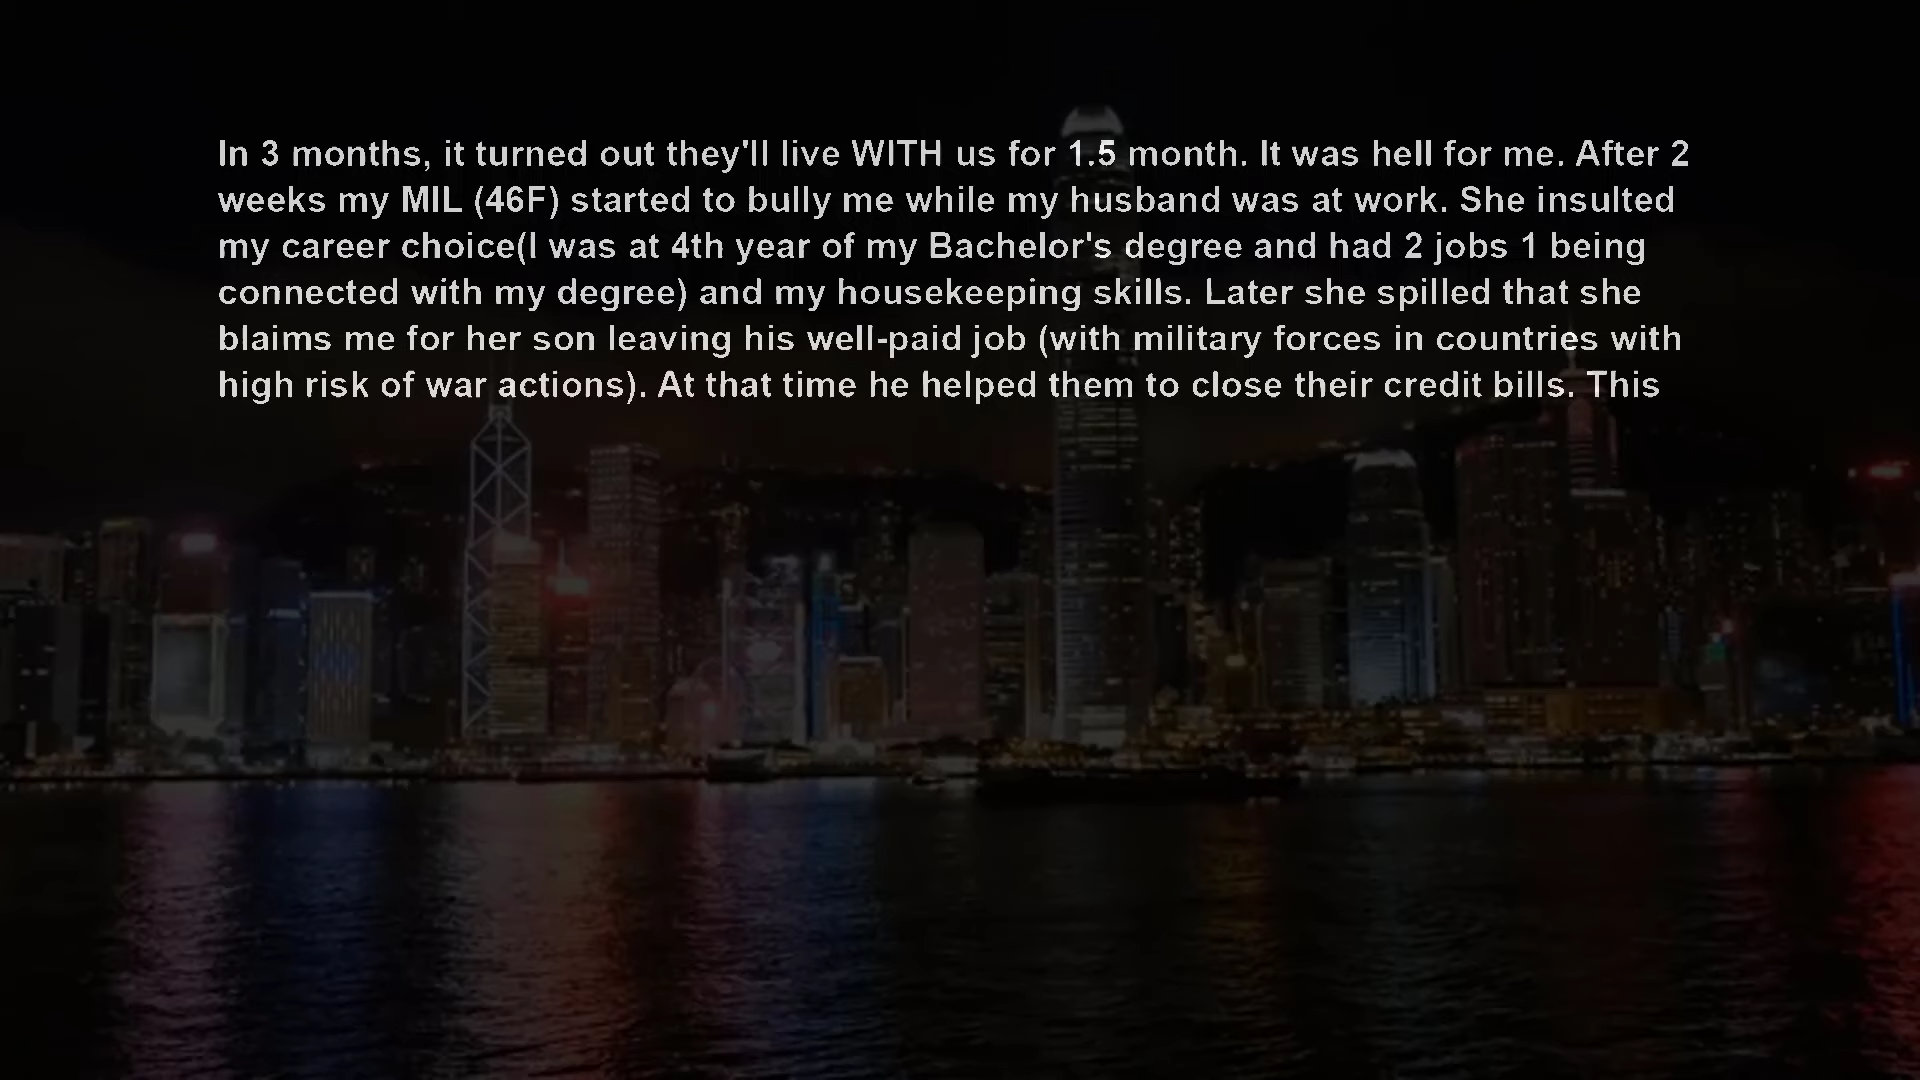 In 3 months, it turned out they'll live WITH us for 1.5 month. It was hell for me. After 2
weeks my MIL (46F) started to bully me while my husband was at work. She insulted
my career choice(I was at 4th year of my Bachelor's degree and had 2 jobs 1 being
connected with my degree) and my housekeeping skills. Later she spilled that she
blaims me for her son leaving his well-paid job (with military forces in countries with
high risk of war actions). At that time he helped them to close their credit bills. This